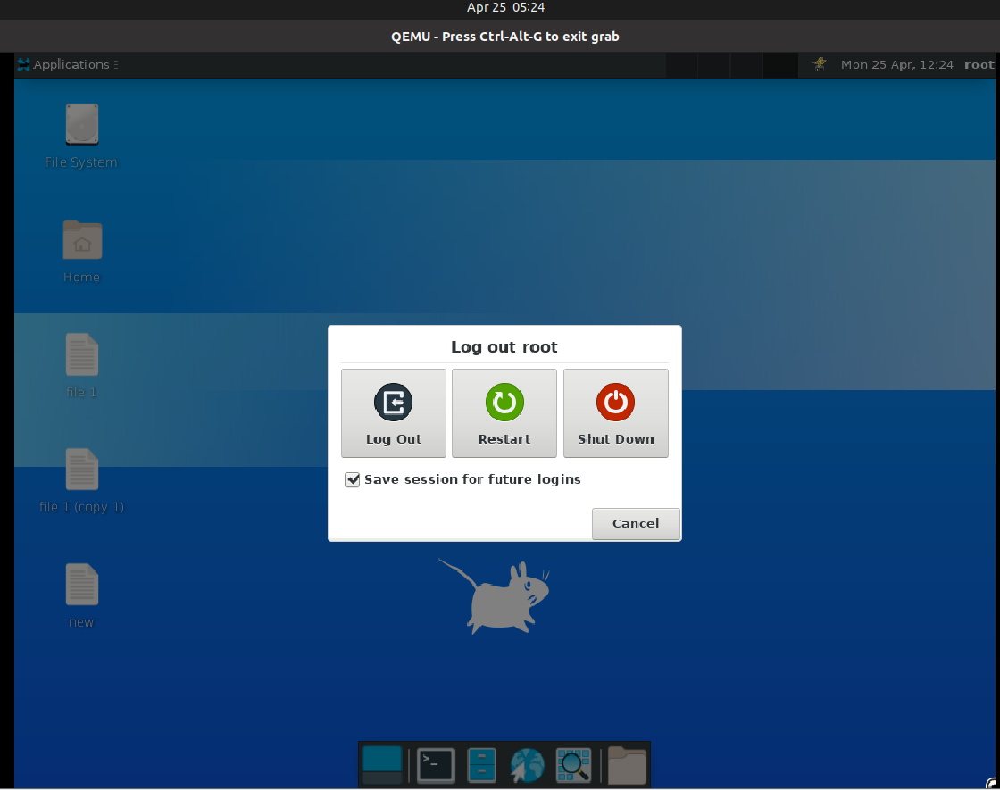 Apr 25 05:24
QEMU - Press Ctrl-Alt-G to exit grab
Applications
Mon 25 Apr, 12:24 root
File System
Home
file 1
file 1 (copy 1)
new
Log out root
Log Out Restart Shut Down
Save session for future logins
Cancel
>_